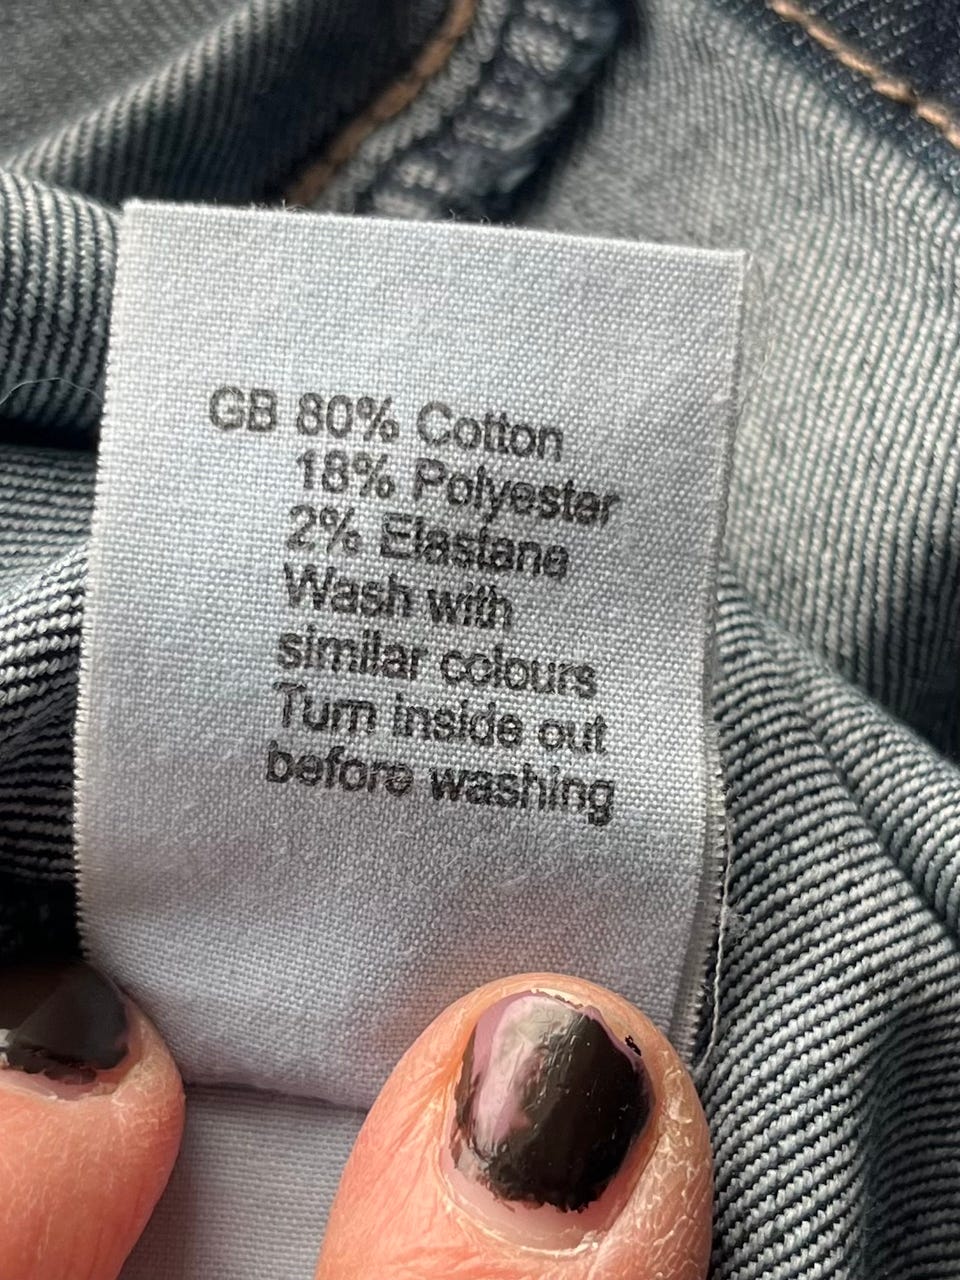 GB 80% Cotton
18% Polyester
2% Elastane
Wash with
similar colours
Turn inside out
before washing